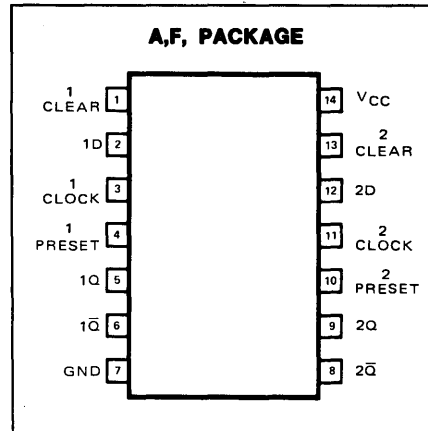 A,F, PACKAGE
1
CLEAR 1
1D 2
1
CLOCK 3
1
PRESET 4
1Q 5
1Q̅ 6
GND 7
14 VCC
2
13 CLEAR
12 2D
2
11 CLOCK
2
10 PRESET
9 2Q
8 2Q̅